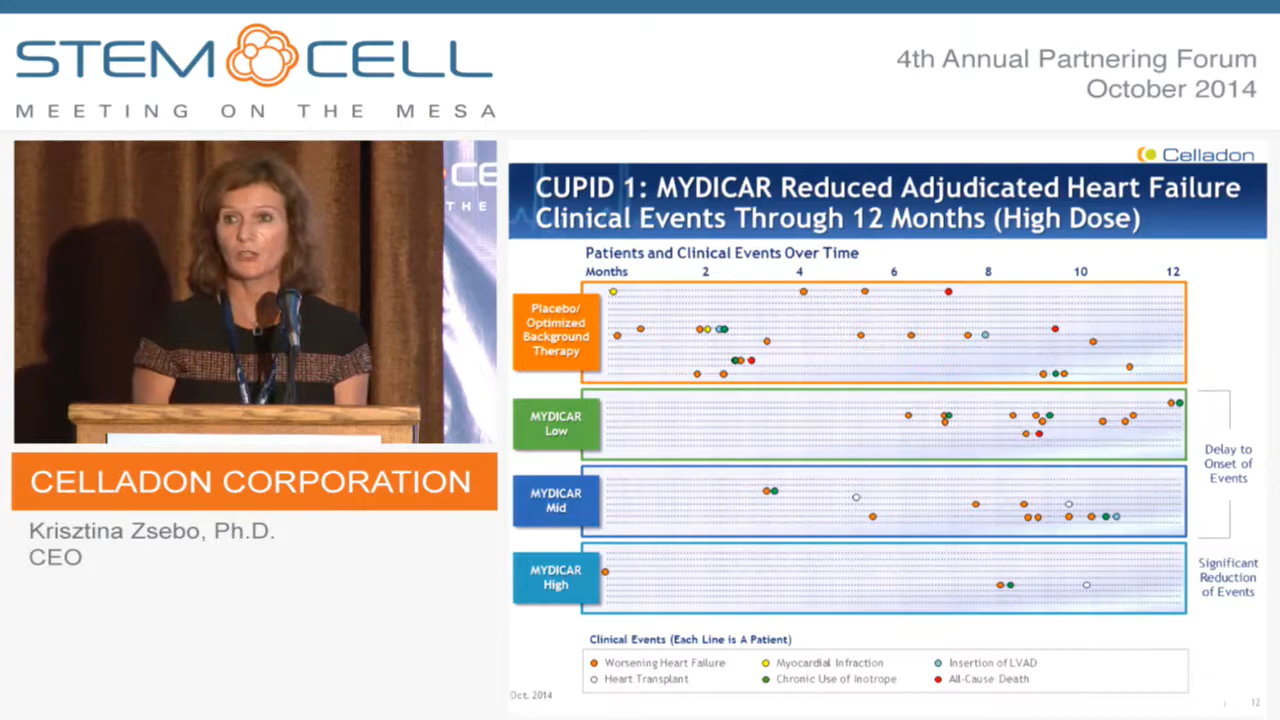 STEM CELL
MEETING ON THE MESA
4th Annual Partnering Forum
October 2014
CE
THE
CELLADON CORPORATION
Krisztina Zsebo, Ph.D.
CEO
Celladon
CUPID 1: MYDICAR Reduced Adjudicated Heart Failure
Clinical Events Through 12 Months (High Dose)
Patients and Clinical Events Over Time
Months 2 4 6 8 10 12
Placebo/
Optimized
Background
Therapy
MYDICAR
Low
Delay to
Onset of
Events
MYDICAR
Mid
MYDICAR
High
Significant
Reduction
of Events
Clinical Events (Each Line is A Patient)
Worsening Heart Failure Myocardial Infraction Insertion of LVAD
Heart Transplant Chronic Use of Inotrope All-Cause Death
Oct. 2014
12